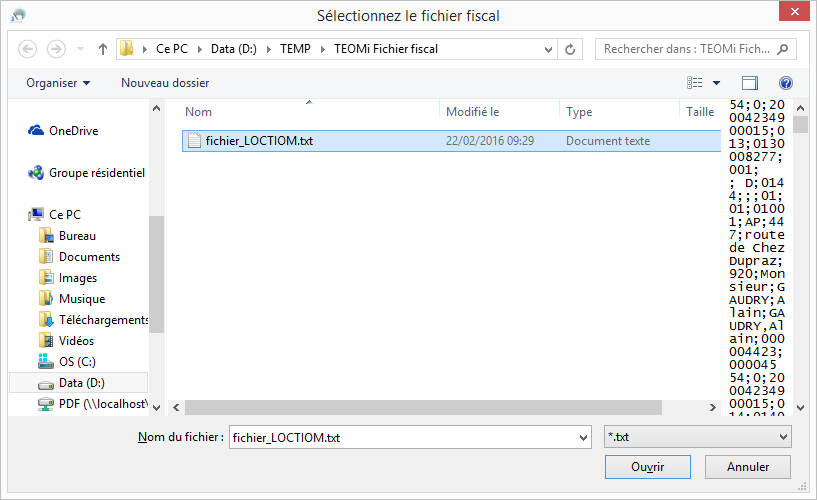 Sélectionnez le fichier fiscal
Ce PC
Data (D:)
TEMP
TEOMi Fichier fiscal
Rechercher dans : TEOMi Fich...
Organiser
Nouveau dossier
Nom
Modifié le
Type
Taille
OneDrive
Groupe résidentiel
Ce PC
Bureau
Documents
Images
Musique
Téléchargements
Vidéos
OS (C:)
Data (D:)
PDF (\\localhost\
fichier_LOCTIOM.txt
22/02/2016 09:29
Document texte
54;0;20
0042349
00015;0
13;0130
008277;
001;
; D;014
4;;;01;
01;0100
1;AP;44
7;route
de Chez
Dupraz;
920;Mon
sieur;G
AUDRY;A
lain;GA
UDRY,Al
ain;000
004423;
000045
54;0;20
0042349
00015;0
Nom du fichier :
fichier_LOCTIOM.txt
*.txt
Ouvrir
Annuler